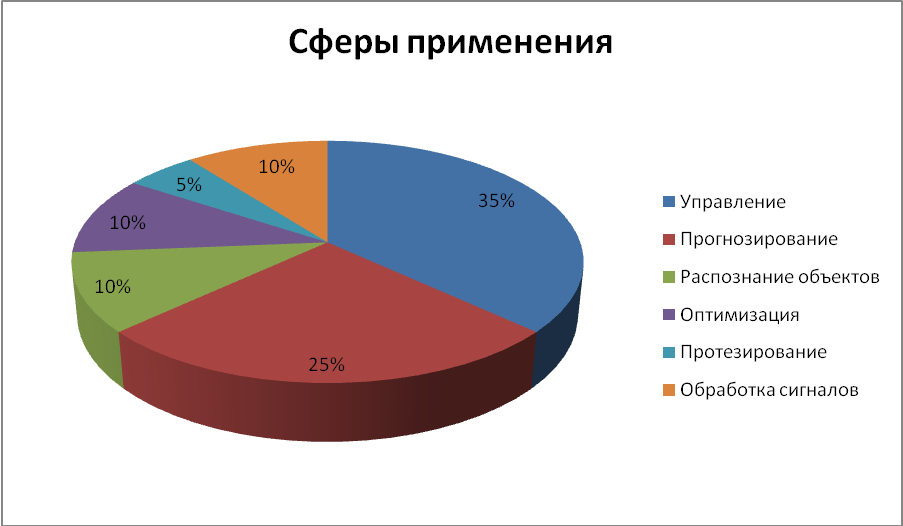 Сферы применения
10%
35%
5%
10%
10%
25%
Управление
Прогнозирование
Распознание объектов
Оптимизация
Протезирование
Обработка сигналов